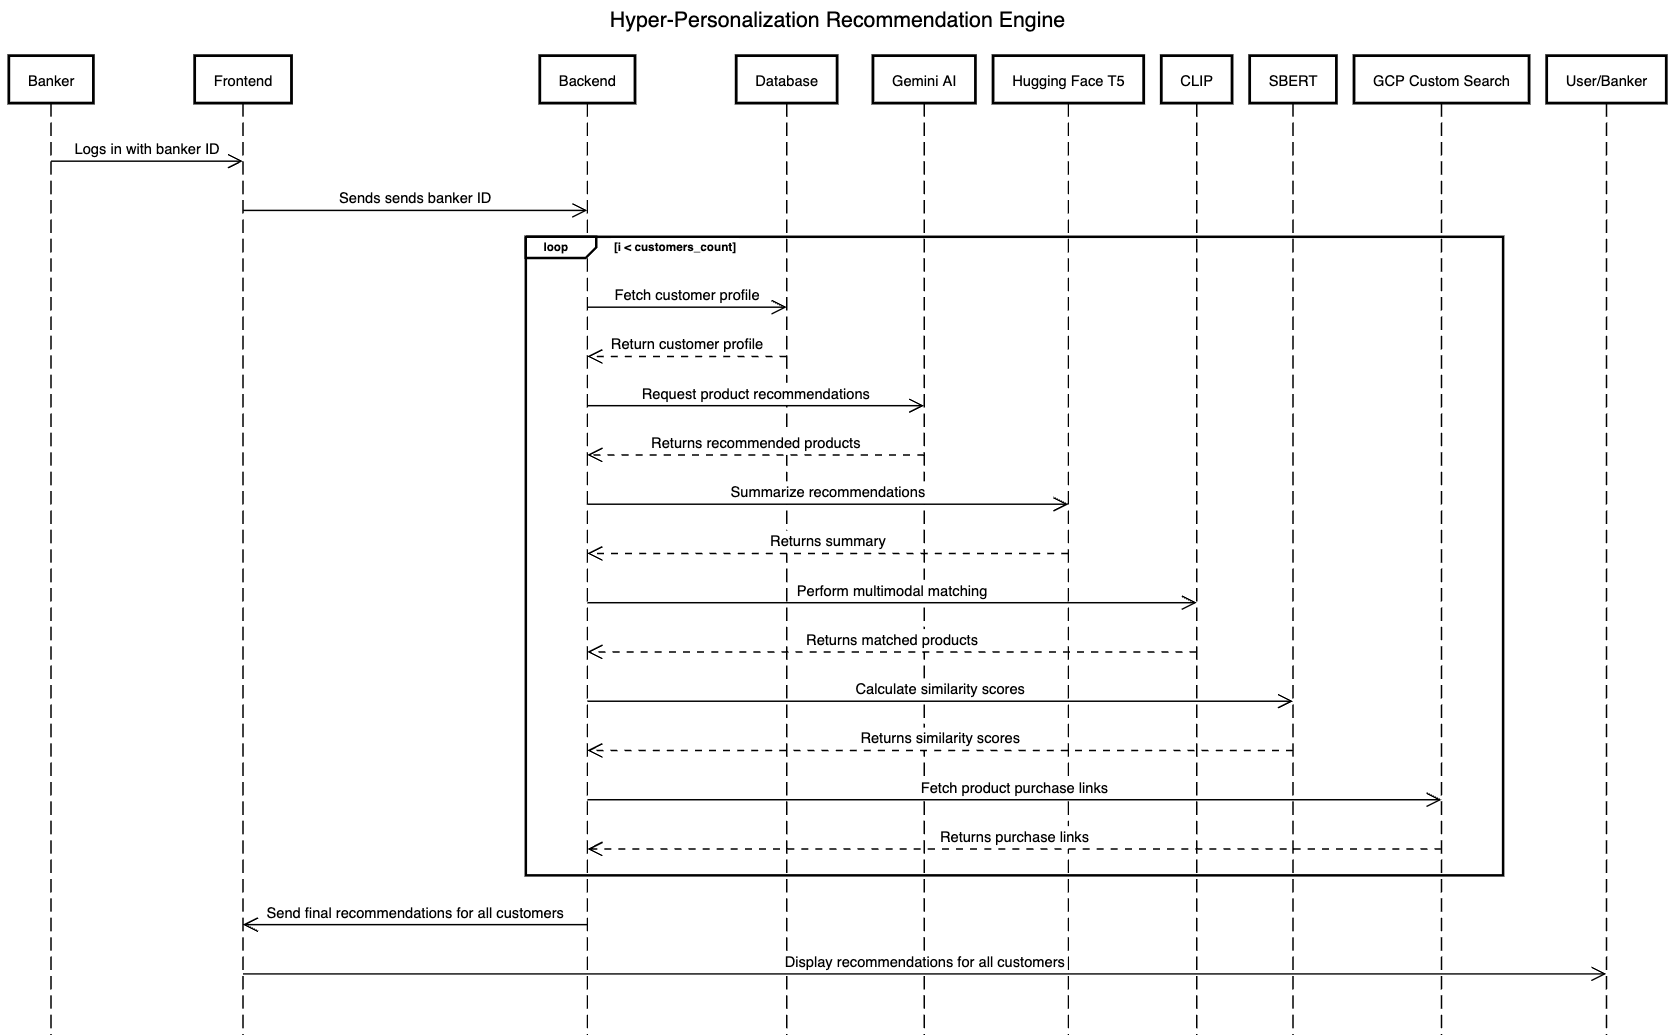 Hyper-Personalization Recommendation Engine
Banker
Frontend
Backend
Database
Gemini AI
Hugging Face T5
CLIP
SBERT
GCP Custom Search
User/Banker
Logs in with banker ID
Sends sends banker ID
loop
[i < customers_count]
Fetch customer profile
Return customer profile
Request product recommendations
Returns recommended products
Summarize recommendations
Returns summary
Perform multimodal matching
Returns matched products
Calculate similarity scores
Returns similarity scores
Fetch product purchase links
Returns purchase links
Send final recommendations for all customers
Display recommendations for all customers